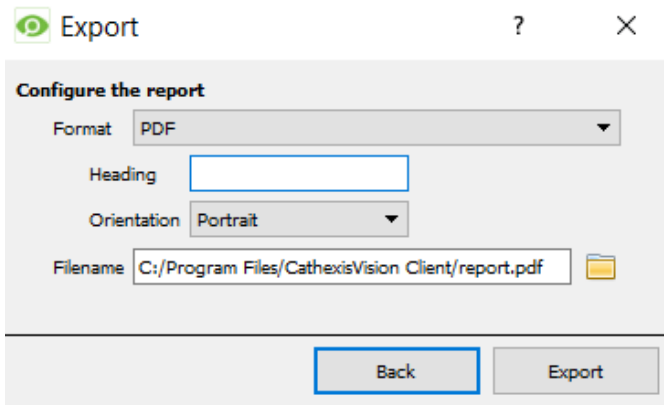 Export ?
Configure the report
Format PDF
Heading
Orientation Portrait
Filename C:/Program Files/CathexisVision Client/report.pdf
Back Export